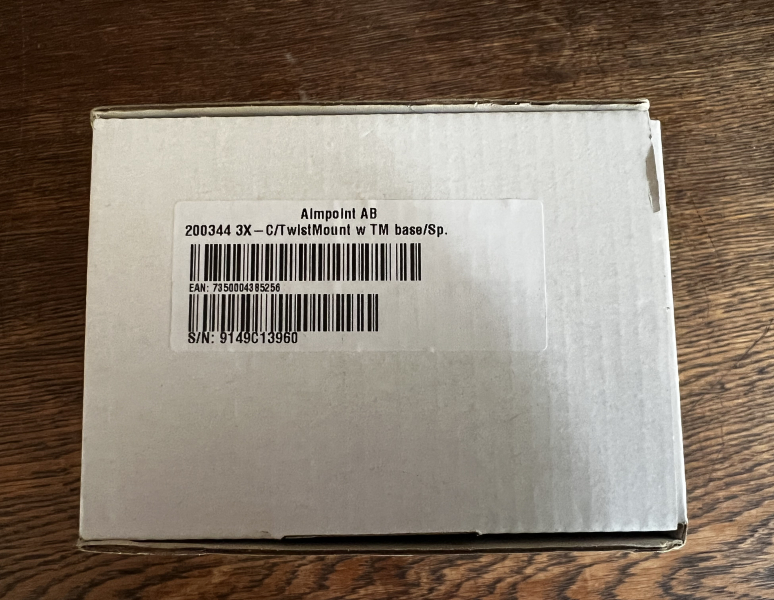 Aimpoint AB
200344 3X-C/TwistMount w TM base/Sp.
EAN: 7350004385256
S/N: 9149C13960